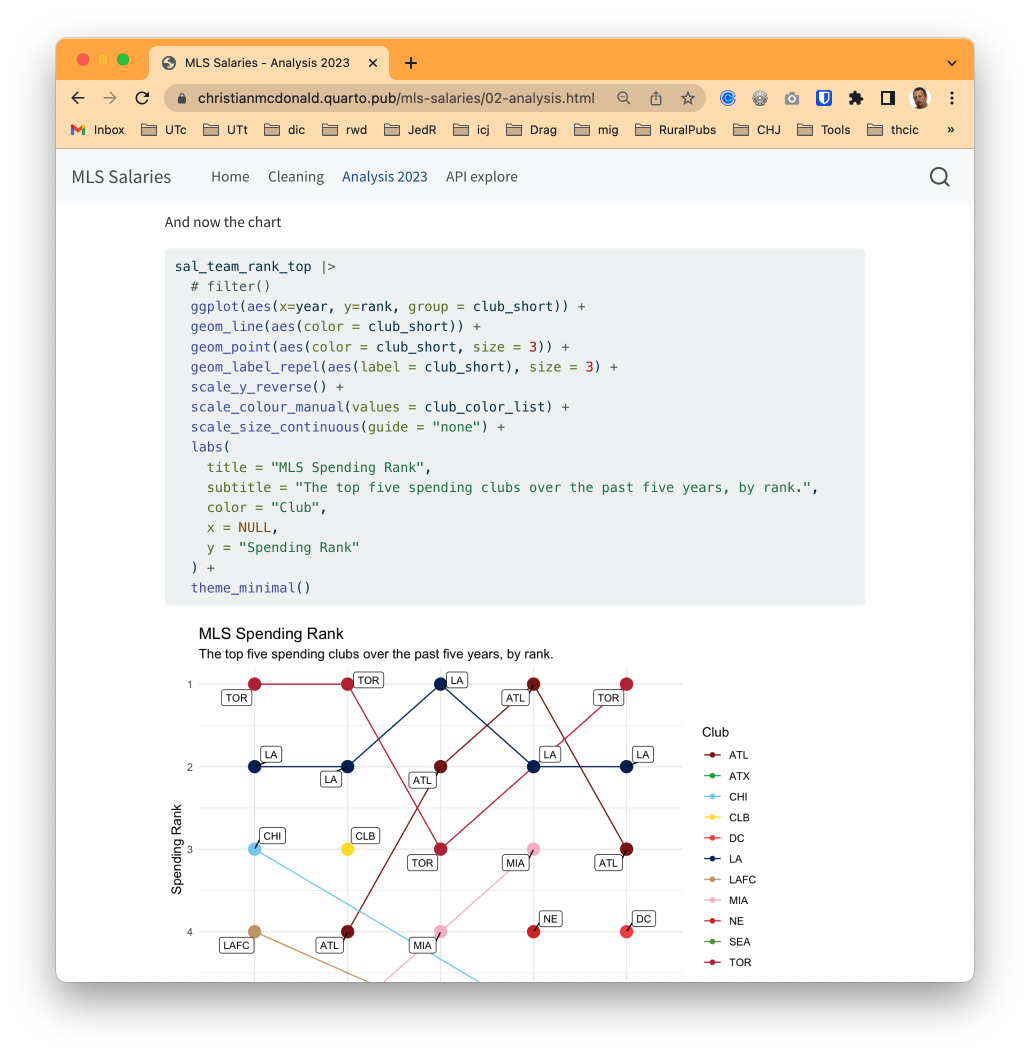 MLS Salaries - Analysis 2023
christianmcdonald.quarto.pub/mls-salaries/02-analysis.html
Inbox UTc UTt dic rwd JedR icj Drag mig RuralPubs CHJ Tools thcic »
MLS Salaries Home Cleaning Analysis 2023 API explore
And now the chart
sal_team_rank_top |>
  # filter()
  ggplot(aes(x=year, y=rank, group = club_short)) +
  geom_line(aes(color = club_short)) +
  geom_point(aes(color = club_short, size = 3)) +
  geom_label_repel(aes(label = club_short), size = 3) +
  scale_y_reverse() +
  scale_colour_manual(values = club_color_list) +
  scale_size_continuous(guide = "none") +
  labs(
    title = "MLS Spending Rank",
    subtitle = "The top five spending clubs over the past five years, by rank.",
    color = "Club",
    x = NULL,
    y = "Spending Rank"
  ) +
  theme_minimal()
MLS Spending Rank
The top five spending clubs over the past five years, by rank.
Spending Rank
1
TOR TOR LA ATL TOR
2
LA LA ATL LA LA
3
CHI CLB TOR MIA ATL
4
LAFC ATL MIA NE DC
Club
ATL
ATX
CHI
CLB
DC
LA
LAFC
MIA
NE
SEA
TOR